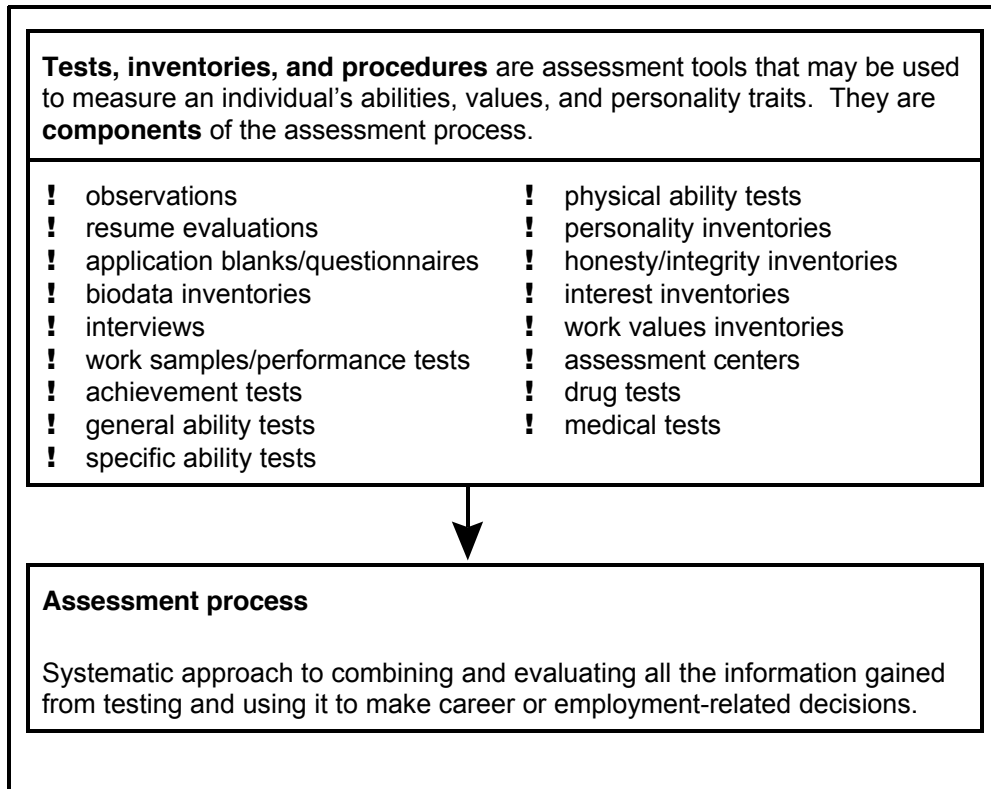 Tests, inventories, and procedures are assessment tools that may be used
to measure an individual’s abilities, values, and personality traits.  They are
components of the assessment process.
! observations
! resume evaluations
! application blanks/questionnaires
! biodata inventories
! interviews
! work samples/performance tests
! achievement tests
! general ability tests
! specific ability tests
! physical ability tests
! personality inventories
! honesty/integrity inventories
! interest inventories
! work values inventories
! assessment centers
! drug tests
! medical tests
Assessment process
Systematic approach to combining and evaluating all the information gained
from testing and using it to make career or employment-related decisions.